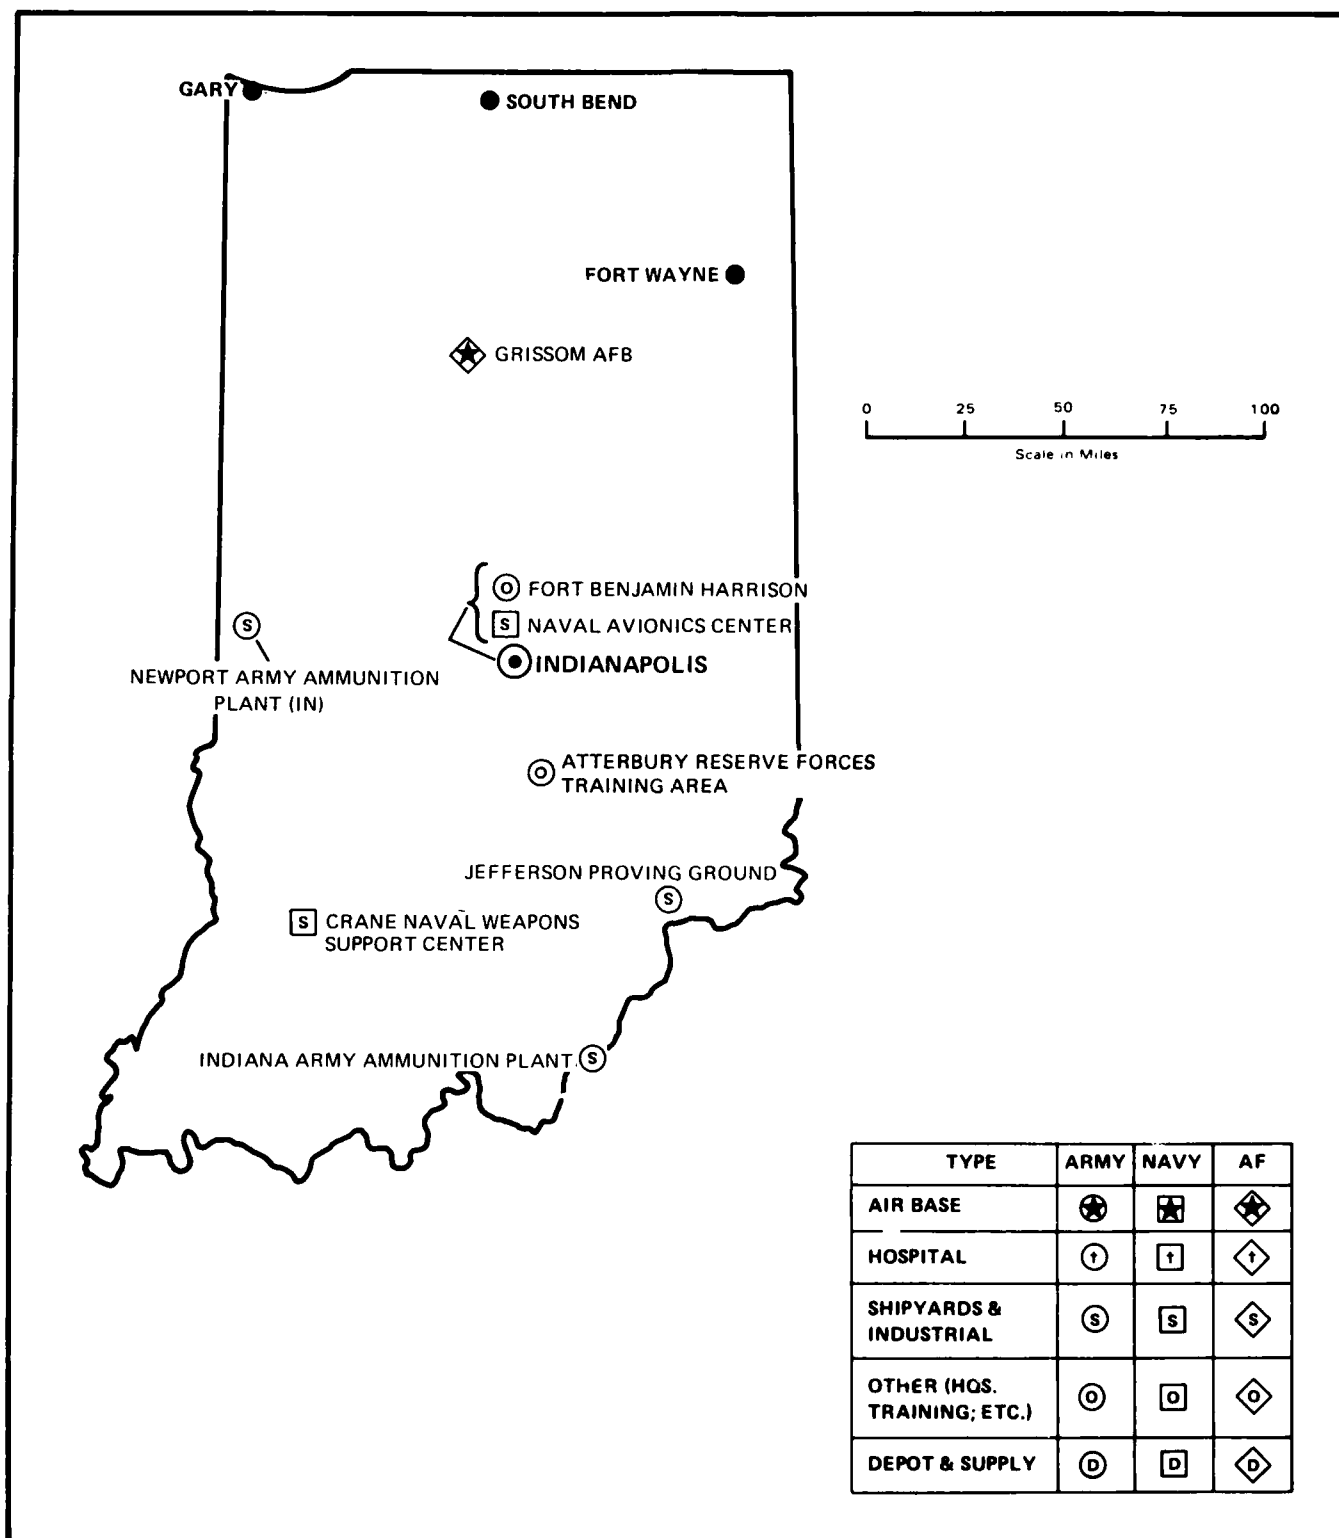 GARY
SOUTH BEND
FORT WAYNE
GRISSOM AFB
0 25 50 75 100
Scale in Miles
O FORT BENJAMIN HARRISON
S NAVAL AVIONICS CENTER
INDIANAPOLIS
S
NEWPORT ARMY AMMUNITION
PLANT (IN)
O ATTERBURY RESERVE FORCES
TRAINING AREA
JEFFERSON PROVING GROUND
S
S CRANE NAVAL WEAPONS
SUPPORT CENTER
INDIANA ARMY AMMUNITION PLANT S
TYPE ARMY NAVY AF
AIR BASE
HOSPITAL
SHIPYARDS &
INDUSTRIAL S S S
OTHER (HQS.
TRAINING; ETC.) O O O
DEPOT & SUPPLY D D D